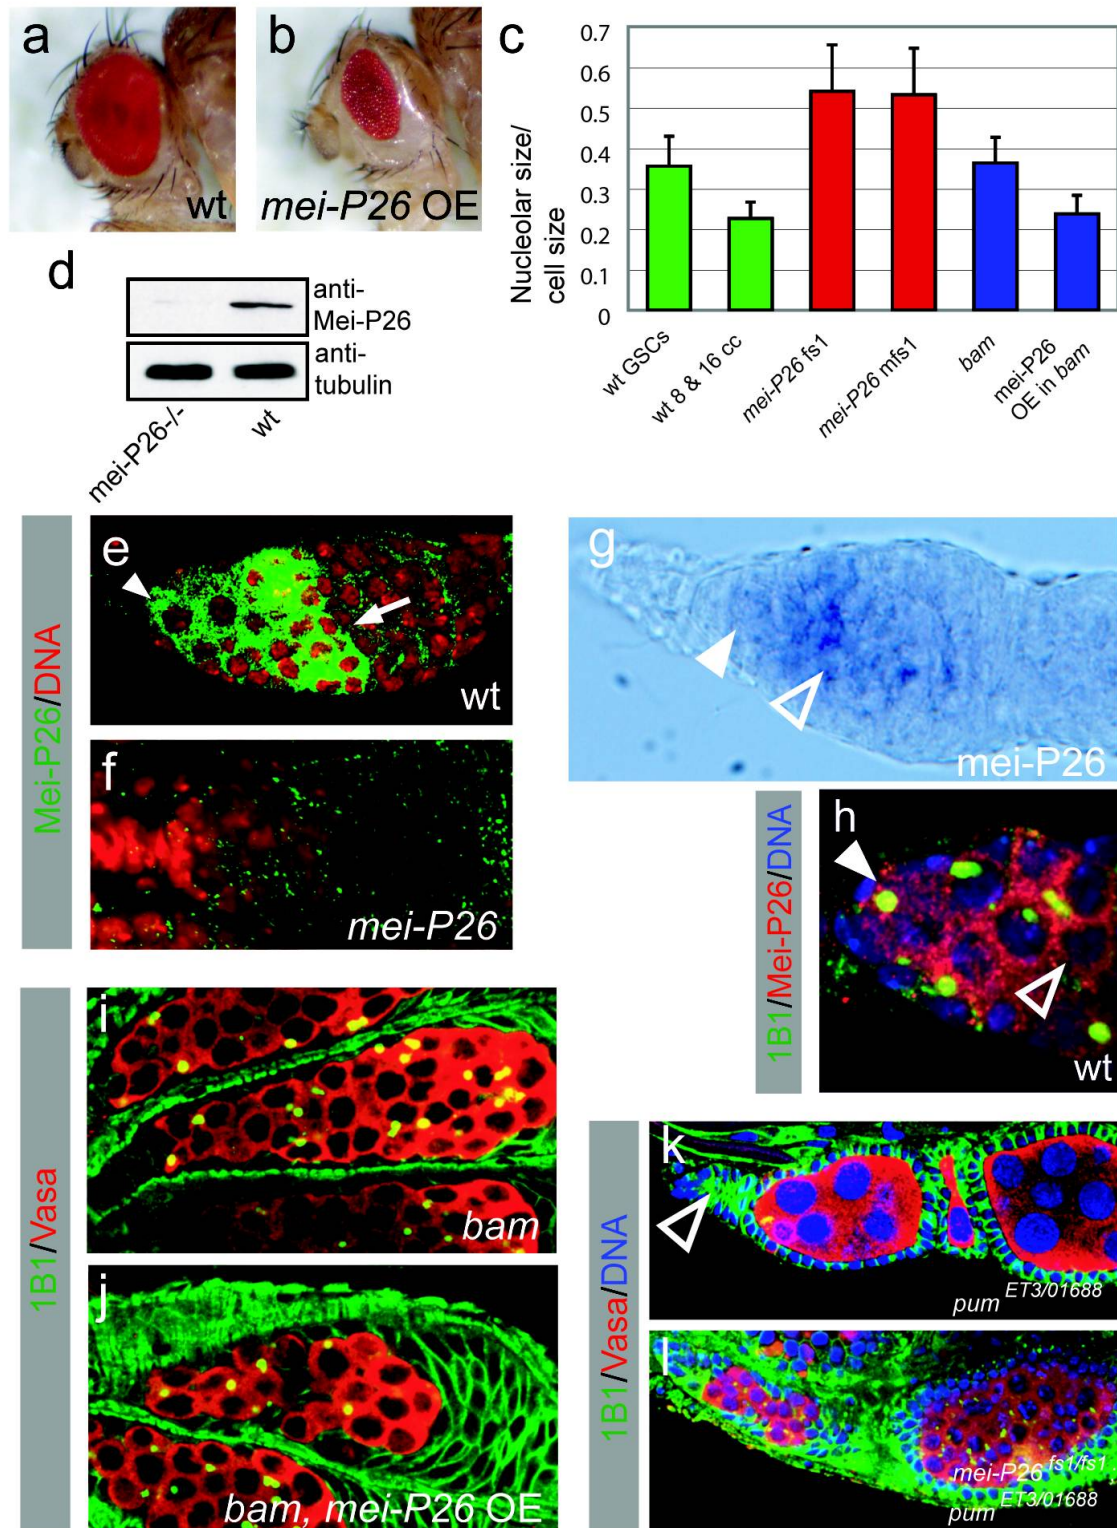 a
wt
b
mei-P26 OE
c
Nucleolar size/
cell size
0.7
0.6
0.5
0.4
0.3
0.2
0.1
0
wt GSCs
wt 8 & 16 cc
mei-P26 fs1
mei-P26 mfs1
bam
mei-P26
OE in bam
d
anti-
Mei-P26
anti-
tubulin
mei-P26-/-
wt
Mei-P26/DNA
e
wt
f
mei-P26
g
mei-P26
1B1/Mei-P26/DNA
h
wt
1B1/Vasa
i
bam
j
bam, mei-P26 OE
1B1/Vasa/DNA
k
pum ET3/01688
l
mei-P26 fs1/fs1
pum ET3/01688